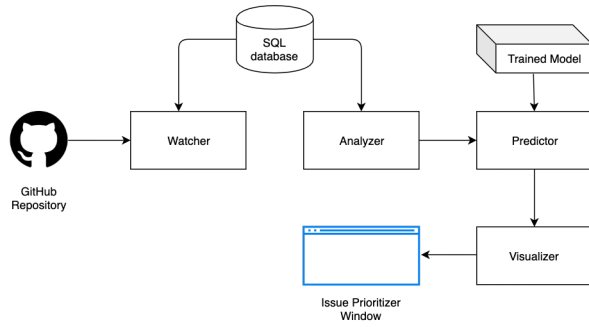 SQL
database
Trained Model
Watcher
Analyzer
Predictor
GitHub
Repository
Visualizer
Issue Prioritizer
Window